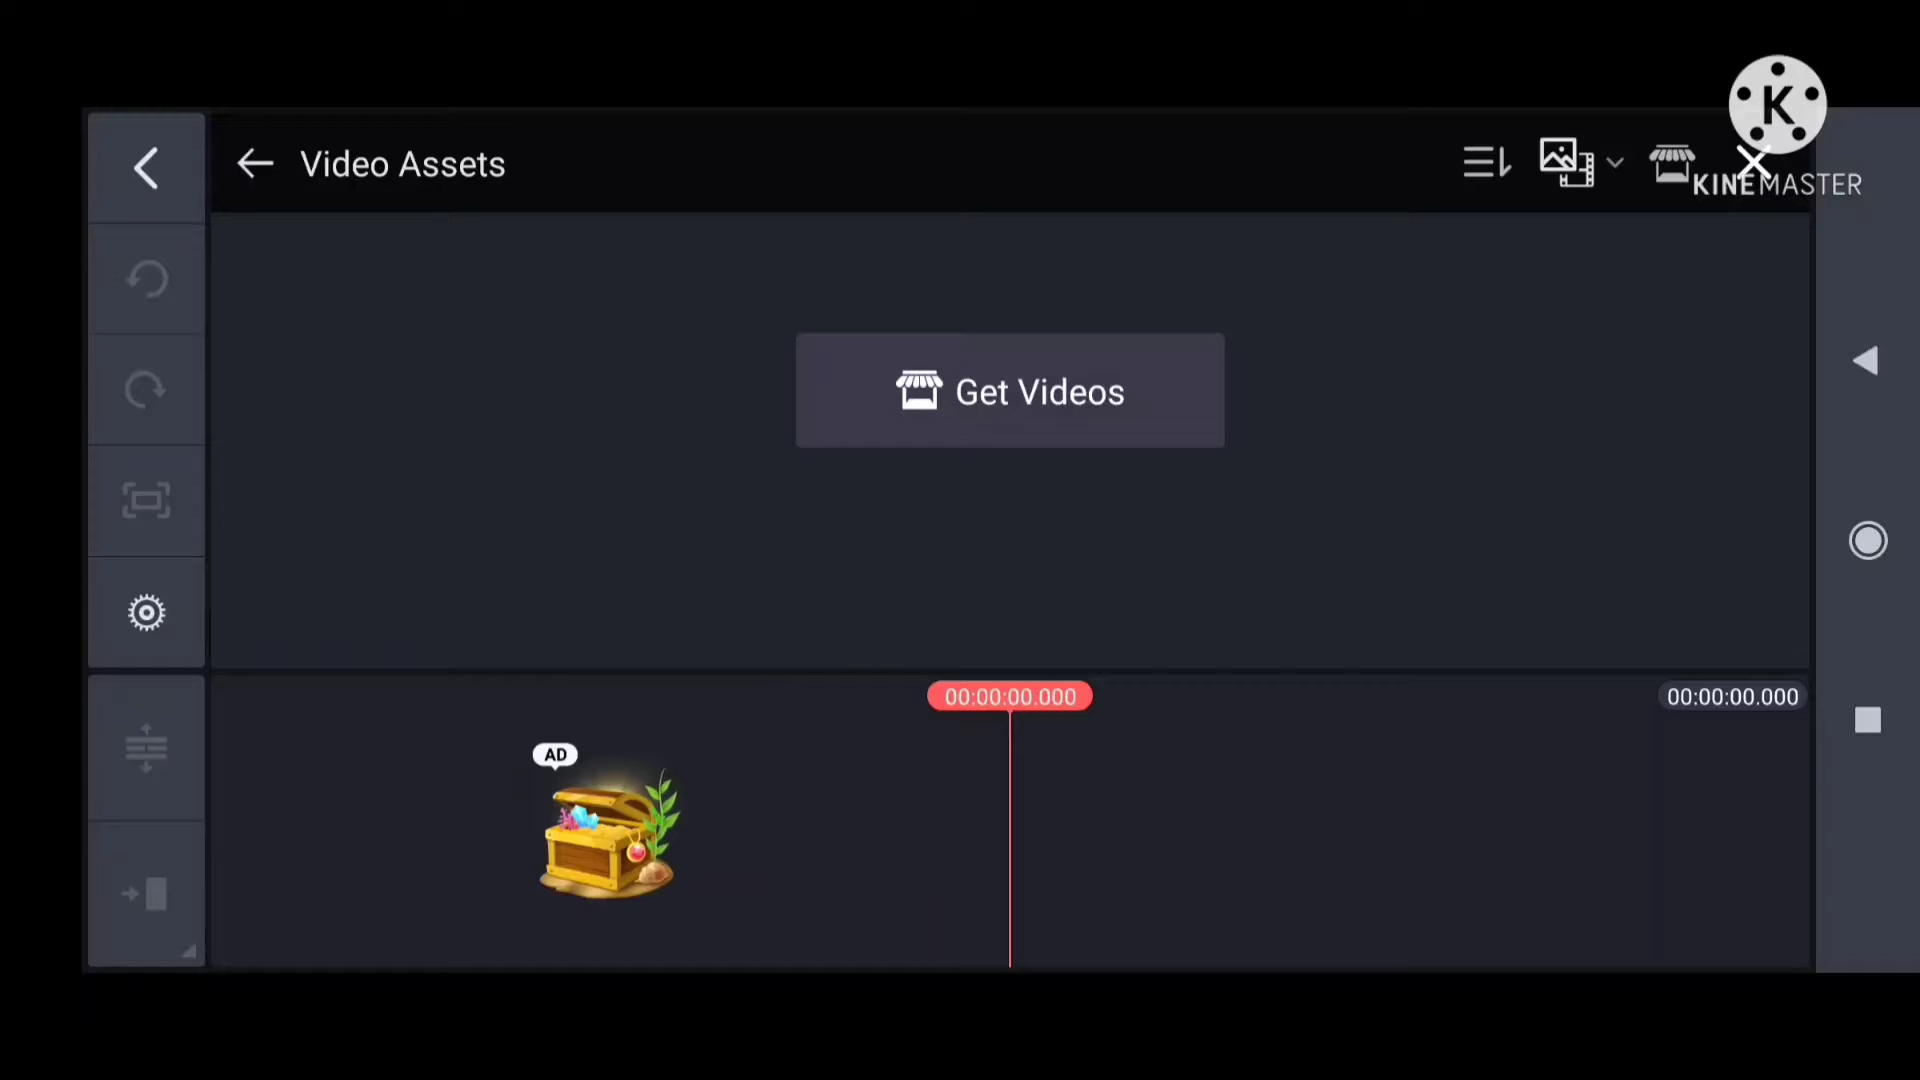 Video Assets
K
KINEMASTER
Get Videos
00:00:00.000
00:00:00.000
AD